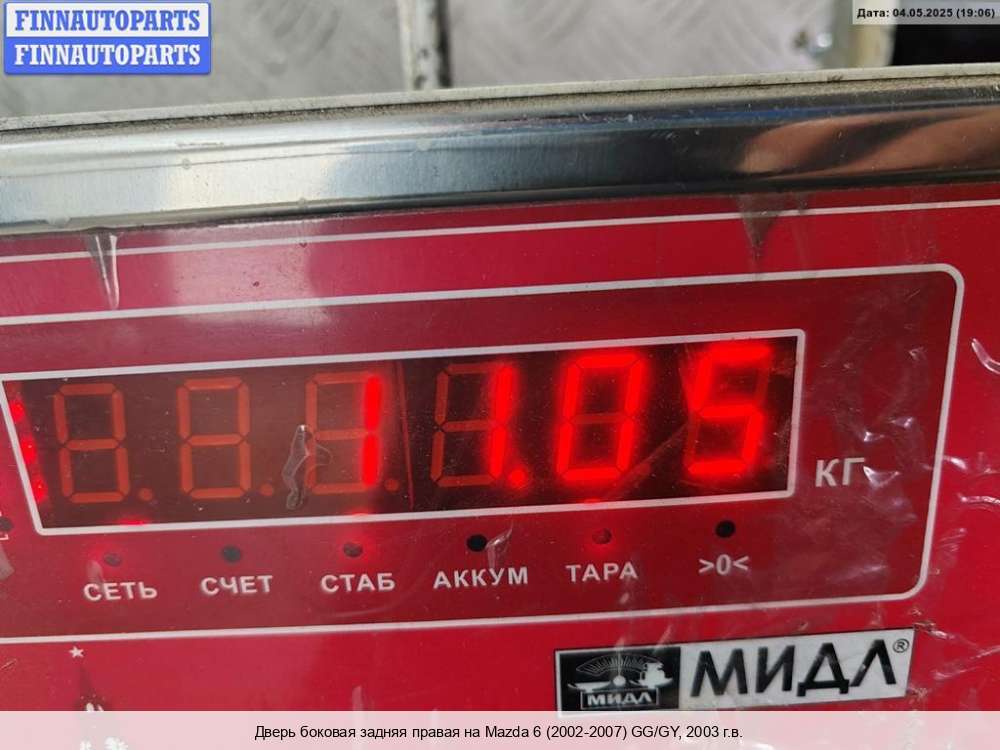 FINNAUTOPARTS
FINNAUTOPARTS
Дата: 04.05.2025 (19:06)
11.05
КГ
СЕТЬ СЧЕТ СТАБ АККУМ ТАРА >0<
МИДЛ МИДЛ®
Дверь боковая задняя правая на Mazda 6 (2002-2007) GG/GY, 2003 г.в.